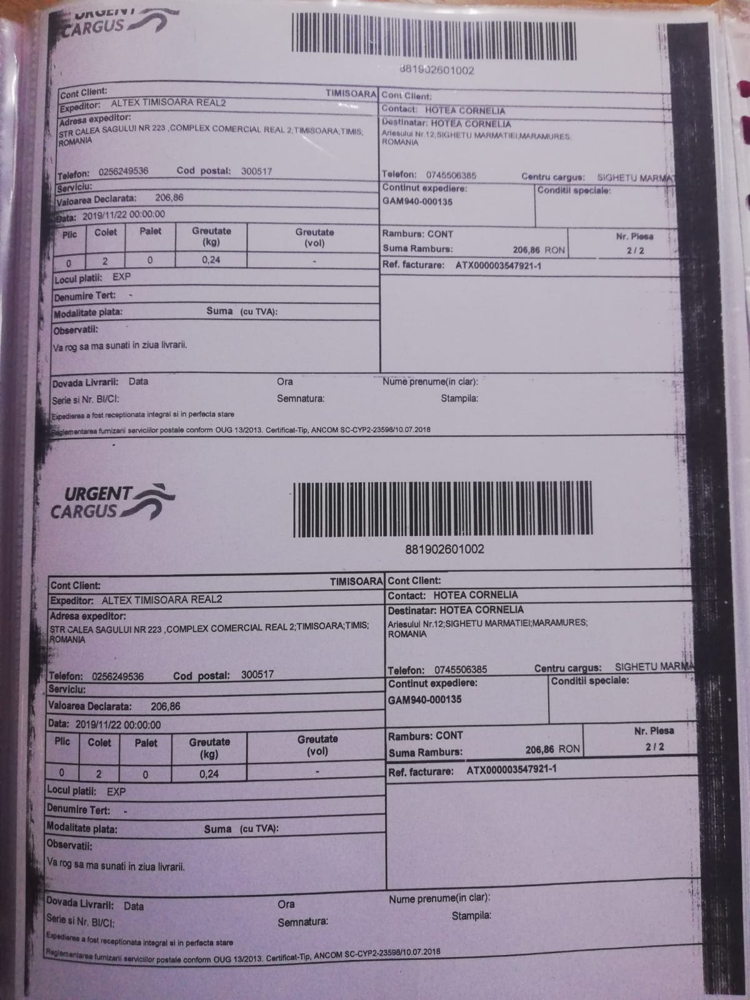 URGENT
CARGUS
881902601002
Cont Client: TIMISOARA
Expeditor: ALTEX TIMISOARA REAL2
Adresa expeditor:
STR CALEA SAGULUI NR 223 ,COMPLEX COMERCIAL REAL 2;TIMISOARA;TIMIS;
ROMANIA
Telefon: 0256249536 Cod postal: 300517
Serviciu:
Valoarea Declarata: 206,86
Data: 2019/11/22 00:00:00
Plic Colet Palet Greutate (kg) Greutate (vol)
0 2 0 0,24 -
Locul platii: EXP
Denumire Tert: -
Modalitate plata: Suma (cu TVA):
Observatii:
Va rog sa ma sunati in ziua livrarii.
Cont Client:
Contact: HOTEA CORNELIA
Destinatar: HOTEA CORNELIA
Ariesului Nr.12;SIGHETU MARMATIEI;MARAMURES;
ROMANIA
Telefon: 0745506385 Centru cargus: SIGHETU MARMAT
Continut expediere: Conditii speciale:
GAM940-000135
Ramburs: CONT Nr. Piesa
Suma Ramburs: 206,86 RON 2 / 2
Ref. facturare: ATX000003547921-1
Dovada Livrarii: Data Ora Nume prenume(in clar):
Serie si Nr. BI/CI: Semnatura: Stampila:
Expedierea a fost receptionata integral si in perfecta stare
Reglementarea furnizarii serviciilor postale conform OUG 13/2013. Certificat-Tip, ANCOM SC-CYP2-23598/10.07.2018
URGENT
CARGUS
881902601002
Cont Client: TIMISOARA
Expeditor: ALTEX TIMISOARA REAL2
Adresa expeditor:
STR CALEA SAGULUI NR 223 ,COMPLEX COMERCIAL REAL 2;TIMISOARA;TIMIS;
ROMANIA
Telefon: 0256249536 Cod postal: 300517
Serviciu:
Valoarea Declarata: 206,86
Data: 2019/11/22 00:00:00
Plic Colet Palet Greutate (kg) Greutate (vol)
0 2 0 0,24 -
Locul platii: EXP
Denumire Tert: -
Modalitate plata: Suma (cu TVA):
Observatii:
Va rog sa ma sunati in ziua livrarii.
Cont Client:
Contact: HOTEA CORNELIA
Destinatar: HOTEA CORNELIA
Ariesului Nr.12;SIGHETU MARMATIEI;MARAMURES;
ROMANIA
Telefon: 0745506385 Centru cargus: SIGHETU MARMA
Continut expediere: Conditii speciale:
GAM940-000135
Ramburs: CONT Nr. Piesa
Suma Ramburs: 206,86 RON 2 / 2
Ref. facturare: ATX000003547921-1
Dovada Livrarii: Data Ora Nume prenume(in clar):
Serie si Nr. BI/CI: Semnatura: Stampila:
Expedierea a fost receptionata integral si in perfecta stare
Reglementarea furnizarii serviciilor postale conform OUG 13/2013. Certificat-Tip, ANCOM SC-CYP2-23598/10.07.2018